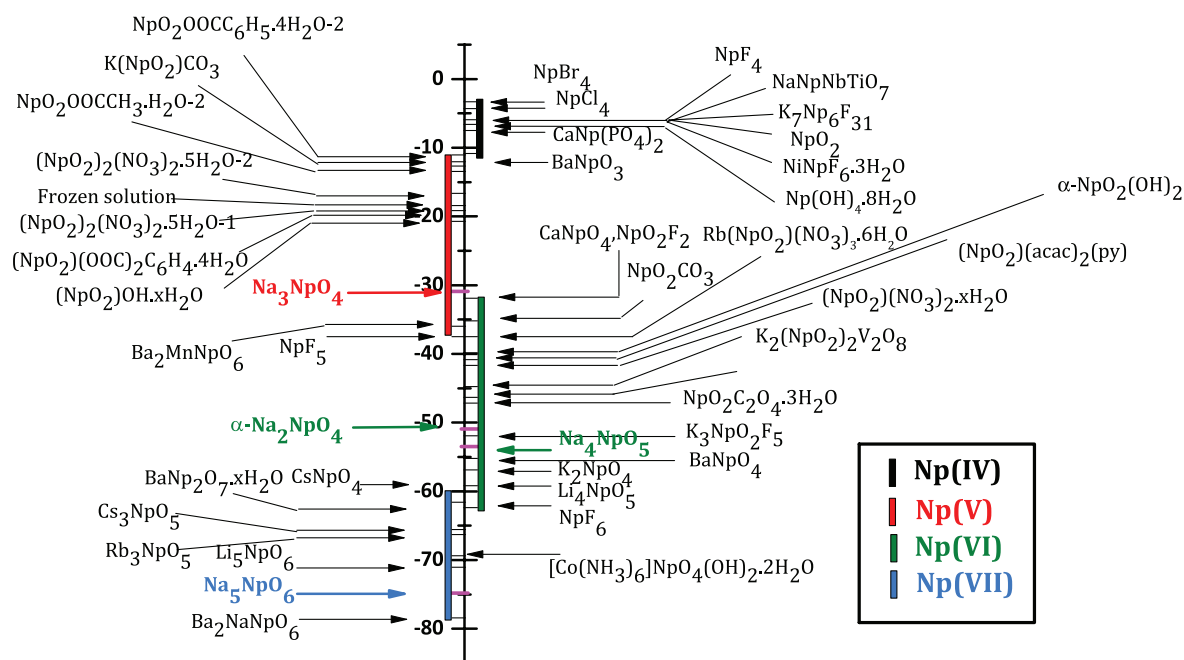 NpO2OOCC6H5.4H2O-2
K(NpO2)CO3
NpO2OOCCH3.H2O-2
(NpO2)2(NO3)2.5H2O-2
Frozen solution
(NpO2)2(NO3)2.5H2O-1
(NpO2)(OOC)2C6H4.4H2O
(NpO2)OH.xH2O
Na3NpO4
Ba2MnNpO6
NpF5
α-Na2NpO4
BaNp2O7.xH2O
CsNpO4
Cs3NpO5
Rb3NpO5
Li5NpO6
Na5NpO6
Ba2NaNpO6
0
-10
-20
-30
-40
-50
-60
-70
-80
NpBr4
NpCl4
CaNp(PO4)2
BaNpO3
NpF4
NaNpNbTiO7
K7Np6F31
NpO2
NiNpF6.3H2O
Np(OH)4.8H2O
α-NpO2(OH)2
CaNpO4,NpO2F2
Rb(NpO2)(NO3)3.6H2O
NpO2CO3
(NpO2)(acac)2(py)
(NpO2)(NO3)2.xH2O
K2(NpO2)2V2O8
NpO2C2O4.3H2O
K3NpO2F5
Na4NpO5
BaNpO4
K2NpO4
Li4NpO5
NpF6
[Co(NH3)6]NpO4(OH)2.2H2O
Np(IV)
Np(V)
Np(VI)
Np(VII)